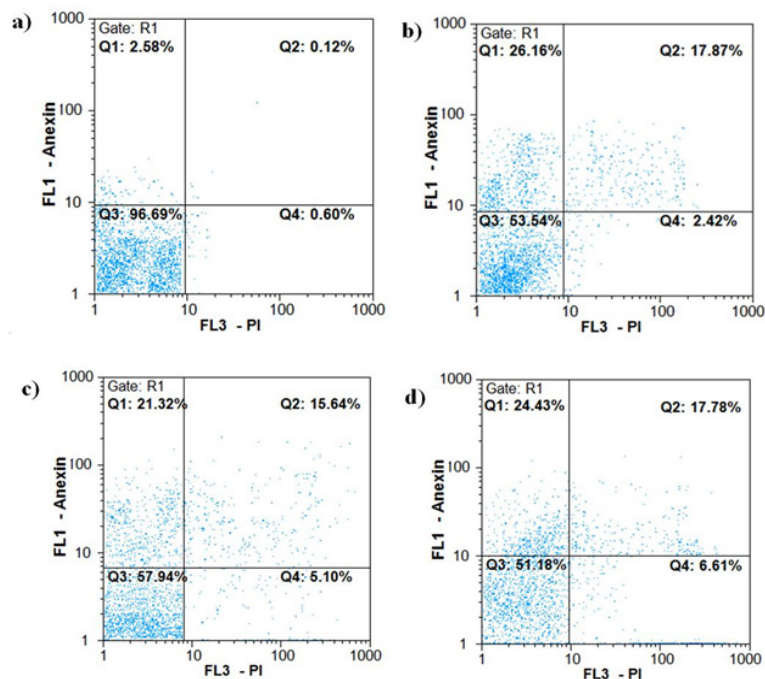 a)
1000
Gate: R1
Q1: 2.58%
Q2: 0.12%
100
FL1 - Anexin
10
Q3: 96.69%
Q4: 0.60%
1
1
10
100
1000
FL3 - PI
b)
1000
Gate: R1
Q1: 26.16%
Q2: 17.87%
100
FL1 - Anexin
10
Q3: 53.54%
Q4: 2.42%
1
1
10
100
1000
FL3 - PI
c)
1000
Gate: R1
Q1: 21.32%
Q2: 15.64%
100
FL1 - Anexin
10
Q3: 57.94%
Q4: 5.10%
1
1
10
100
1000
FL3 - PI
d)
1000
Gate: R1
Q1: 24.43%
Q2: 17.78%
100
FL1 - Anexin
10
Q3: 51.18%
Q4: 6.61%
1
1
10
100
1000
FL3 - PI